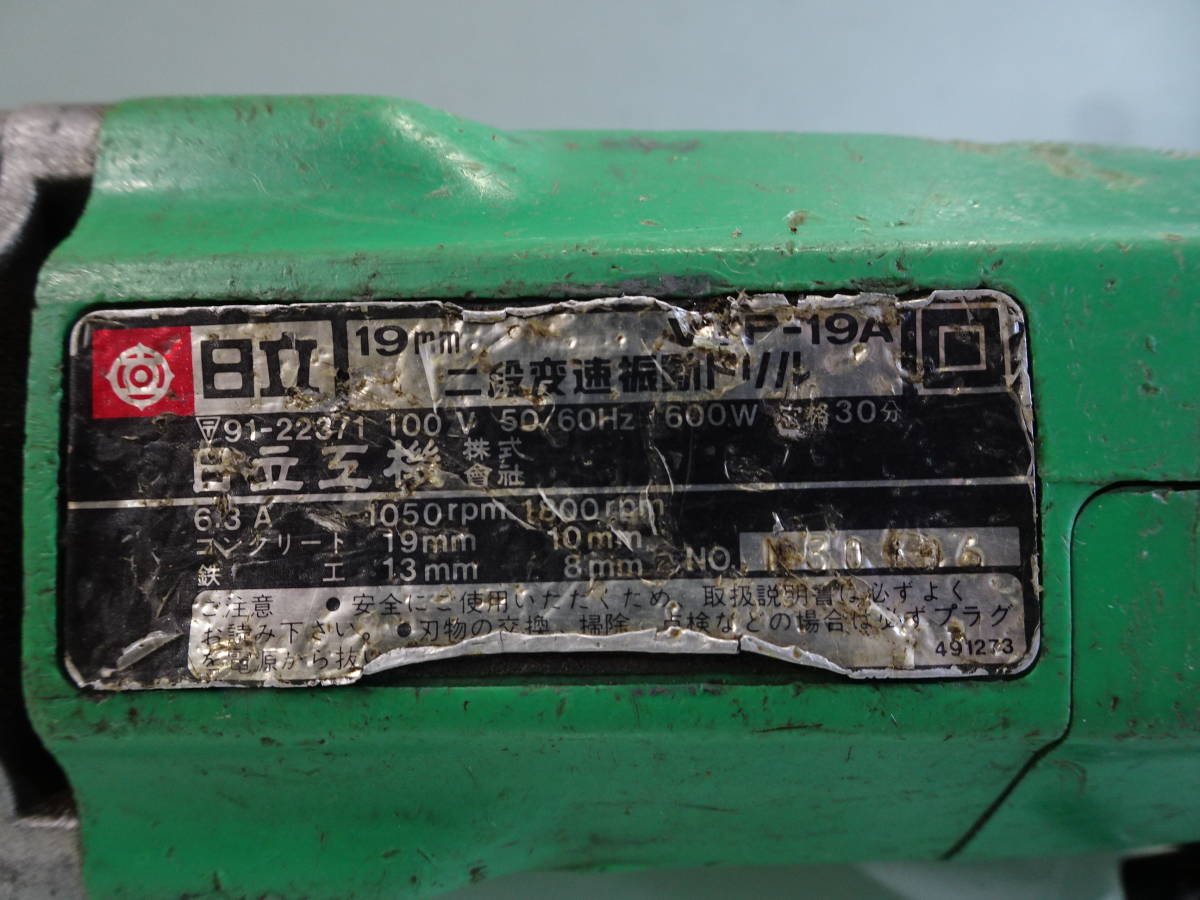 日立 19mm P-19A
二段変速振動ドリル
〒91-22371 100V 50/60Hz 600W 定格30分
日立工機 株式會社
6.3A 1050rpm 1800rpm
コンクリート 19mm 10mm
鉄工 13mm 8mm NO.
ご注意 ●安全にご使用いただくため、取扱説明書は必ずよく
お読み下さい。●刃物の交換、掃除、点検などの場合は必ずプラグ
を電源から抜
491273